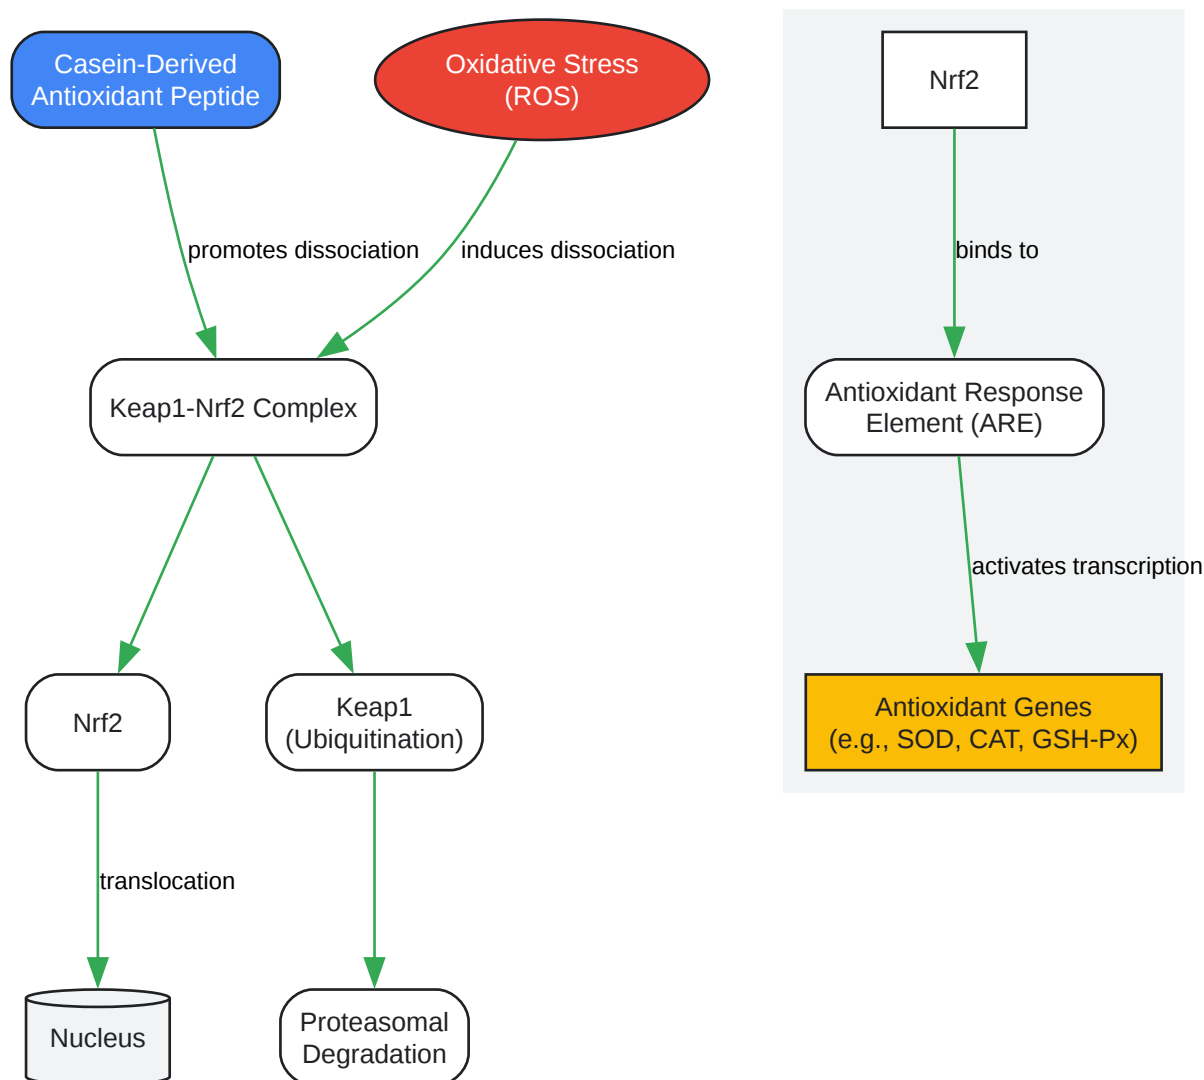 Casein-Derived
Antioxidant Peptide
Oxidative Stress
(ROS)
promotes dissociation
induces dissociation
Keap1-Nrf2 Complex
Nrf2
Keap1
(Ubiquitination)
translocation
Nucleus
Proteasomal
Degradation
Nrf2
binds to
Antioxidant Response
Element (ARE)
activates transcription
Antioxidant Genes
(e.g., SOD, CAT, GSH-Px)